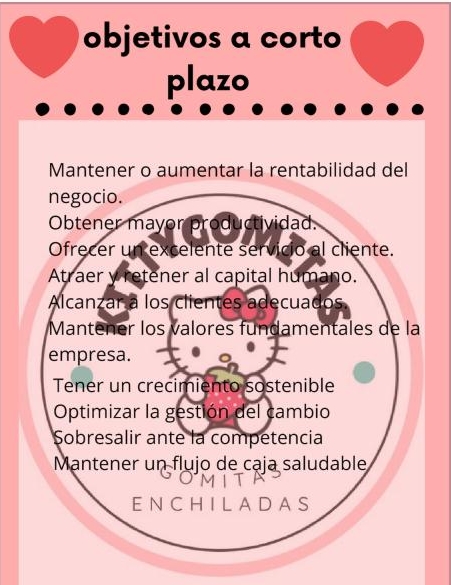 objetivos a corto
plazo
Mantener o aumentar la rentabilidad del
negocio.
Obtener mayor productividad.
Ofrecer un excelente servicio al cliente.
Atraer y retener al capital humano.
Alcanzar a los clientes adecuados.
Mantener los valores fundamentales de la
empresa.
Tener un crecimiento sostenible
Optimizar la gestión del cambio
Sobresalir ante la competencia
Mantener un flujo de caja saludable
KITTYGOMITAS
GOMITAS
ENCHILADAS